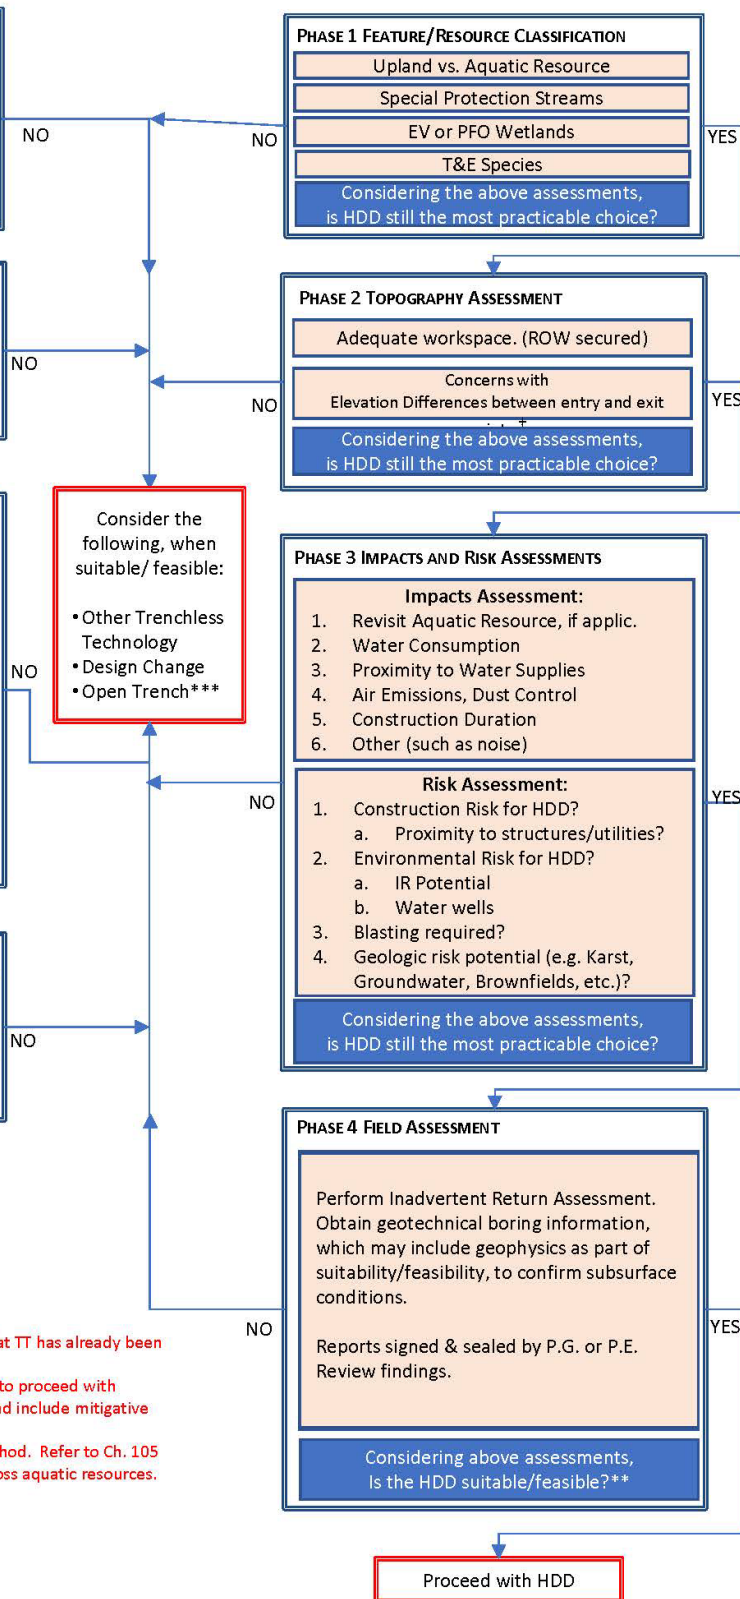 PHASE 1 FEATURE/RESOURCE CLASSIFICATION
Upland vs. Aquatic Resource
Special Protection Streams
EV or PFO Wetlands
T&E Species
Considering the above assessments,
is HDD still the most practicable choice?
NO
NO
YES
PHASE 2 TOPOGRAPHY ASSESSMENT
Adequate workspace. (ROW secured)
Concerns with
Elevation Differences between entry and exit
‡
Considering the above assessments,
is HDD still the most practicable choice?
NO
NO
YES
Consider the
following, when
suitable/ feasible:
• Other Trenchless
Technology
• Design Change
• Open Trench***
PHASE 3 IMPACTS AND RISK ASSESSMENTS
Impacts Assessment:
1. Revisit Aquatic Resource, if applic.
2. Water Consumption
3. Proximity to Water Supplies
4. Air Emissions, Dust Control
5. Construction Duration
6. Other (such as noise)
Risk Assessment:
1. Construction Risk for HDD?
a. Proximity to structures/utilities?
2. Environmental Risk for HDD?
a. IR Potential
b. Water wells
3. Blasting required?
4. Geologic risk potential (e.g. Karst,
Groundwater, Brownfields, etc.)?
Considering the above assessments,
is HDD still the most practicable choice?
NO
NO
YES
NO
PHASE 4 FIELD ASSESSMENT
Perform Inadvertent Return Assessment.
Obtain geotechnical boring information,
which may include geophysics as part of
suitability/feasibility, to confirm subsurface
conditions.
Reports signed & sealed by P.G. or P.E.
Review findings.
Considering above assessments,
Is the HDD suitable/feasible?**
NO
YES
at TT has already been
to proceed with
nd include mitigative
hod. Refer to Ch. 105
oss aquatic resources.
Proceed with HDD